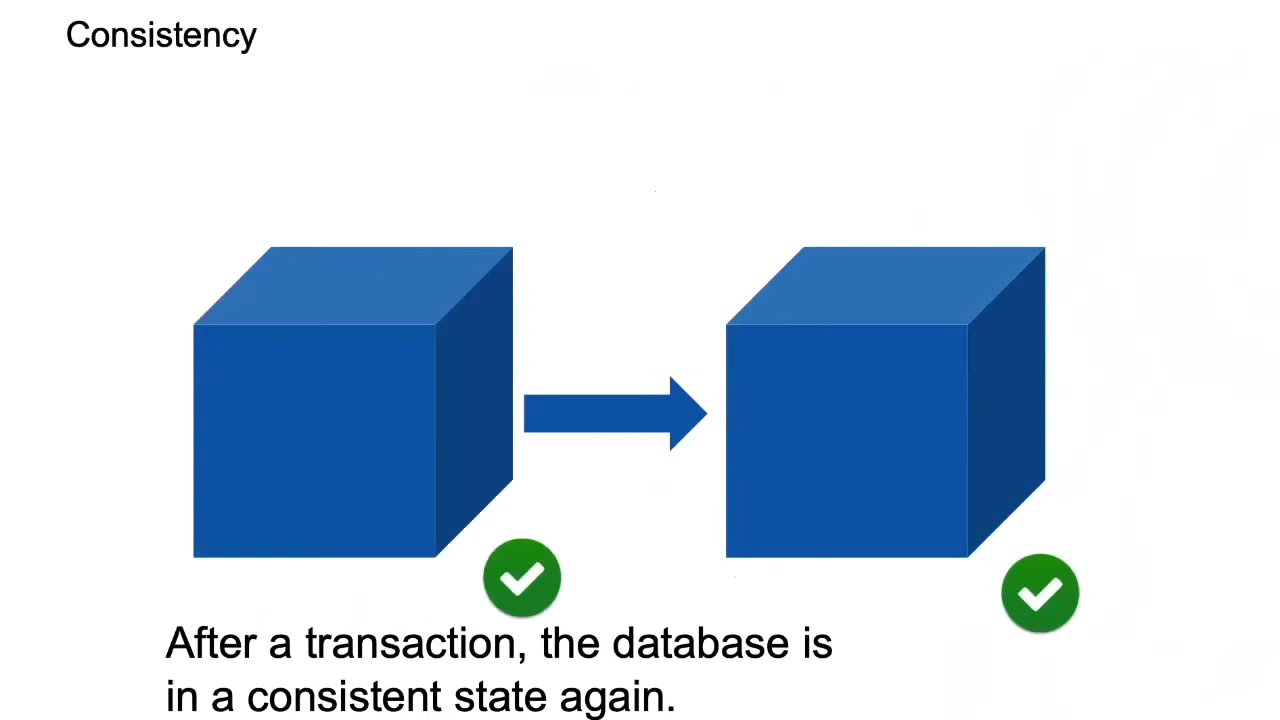 Consistency
After a transaction, the database is
in a consistent state again.